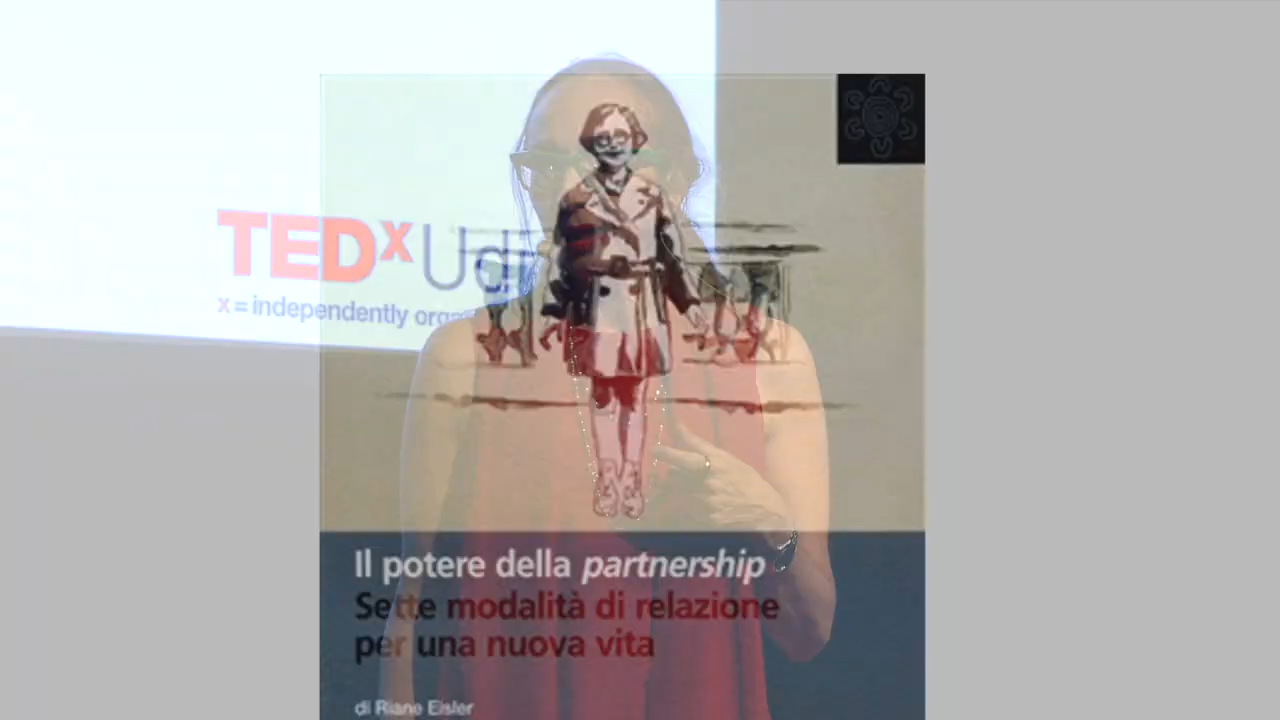 TEDx
x = independently
Il potere della partnership
Sette modalità di relazione
per una nuova vita
di Riane Eisler